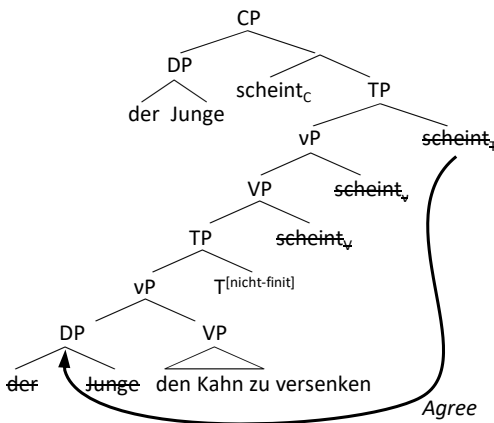 CP
DP
scheint_C TP
der Junge
vP scheint_T
VP scheint_v
TP scheint_V
vP T[nicht-finit]
DP VP
der Junge den Kahn zu versenken
Agree